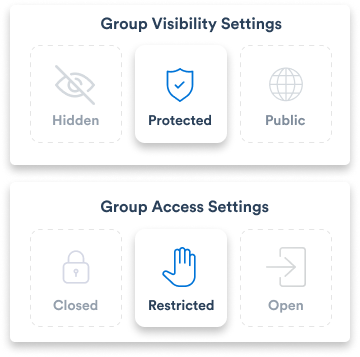 Group Visibility Settings
Hidden
Protected
Public
Group Access Settings
Closed
Restricted
Open